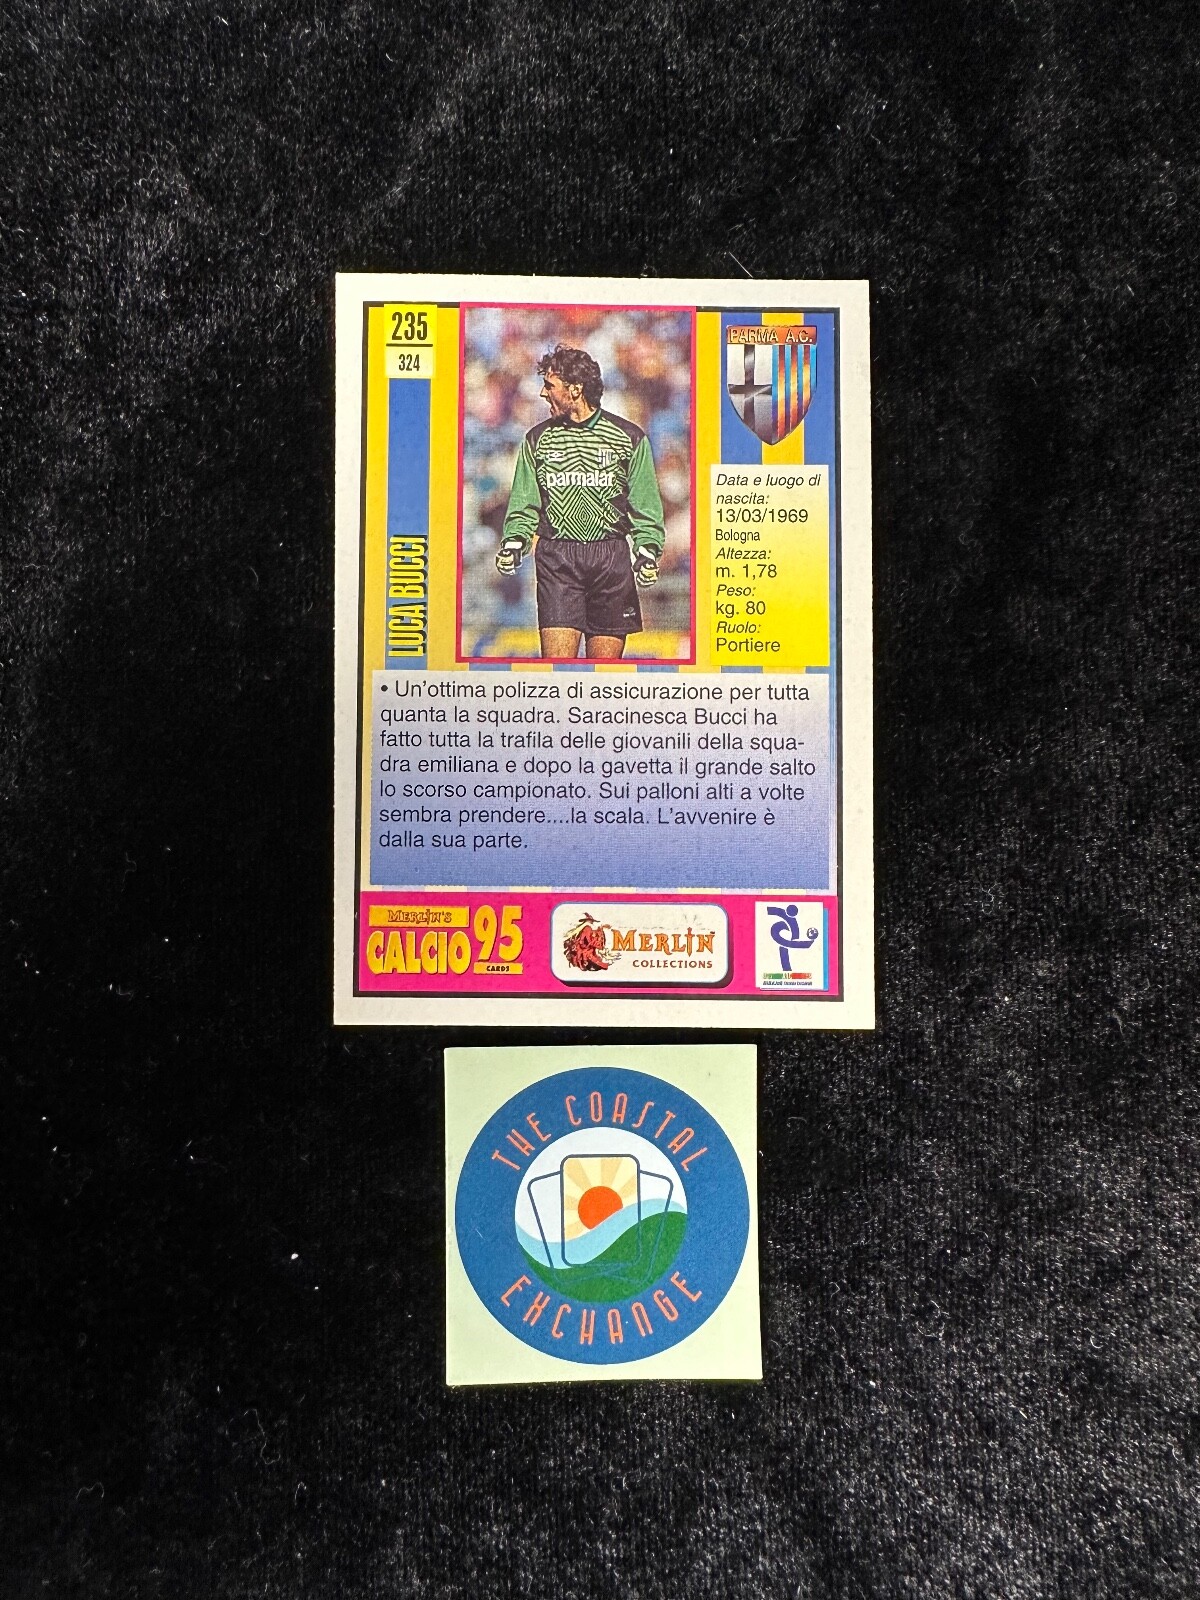 235
324
LUCA BUCCI
parmalat
PARMA A.C.
Data e luogo di
nascita:
13/03/1969
Bologna
Altezza:
m. 1,78
Peso:
kg. 80
Ruolo:
Portiere
• Un'ottima polizza di assicurazione per tutta
quanta la squadra. Saracinesca Bucci ha
fatto tutta la trafila delle giovanili della squa-
dra emiliana e dopo la gavetta il grande salto
lo scorso campionato. Sui palloni alti a volte
sembra prendere....la scala. L'avvenire è
dalla sua parte.
MERLIN'S
CALCIO 95
CARDS
MERLIN
COLLECTIONS
THE COASTAL
EXCHANGE